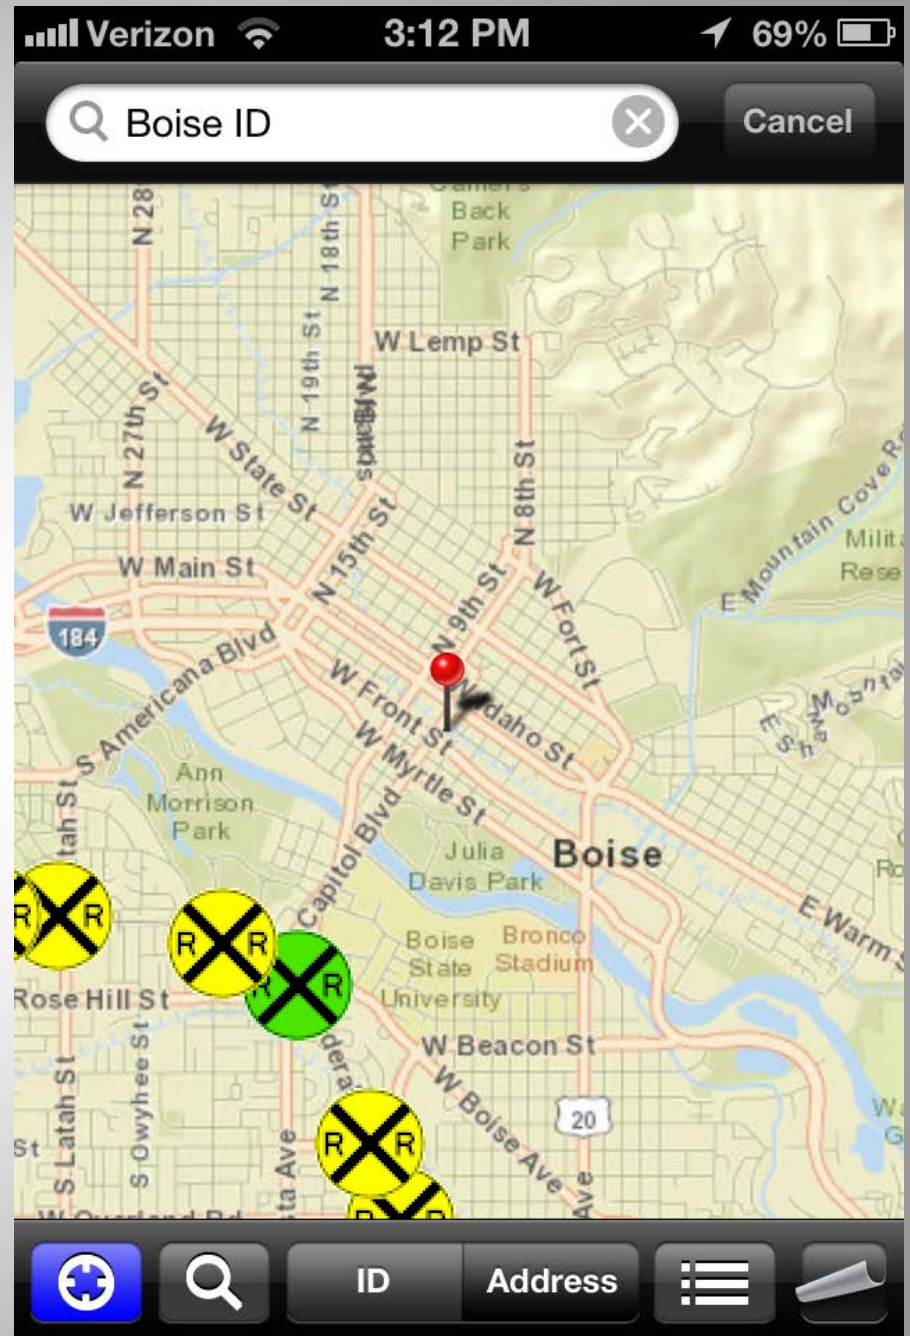 Verizon 3:12 PM 69%
Boise ID
Cancel
Back
Park
N 28
N 18th St
N 19th St
W Lemp St
N 27th St
W State St
N 8th St
W Jefferson St
N 15th St
E Mountain Cove
W Main St
N 9th St
W Fort St
184
S Americana Blvd
W Front St
W Idaho St
W Myrtle St
Ann
Morrison
Park
Capitol Blvd
Julia
Davis Park
Boise
E Warm S
R R R
R R
R R
Boise
State
University
Bronco
Stadium
Rose Hill St
W Beacon St
S Latah St
S Owyhee St
W Boise Ave
20
R R
St
Ave
R R
W Overland Rd
ID
Address